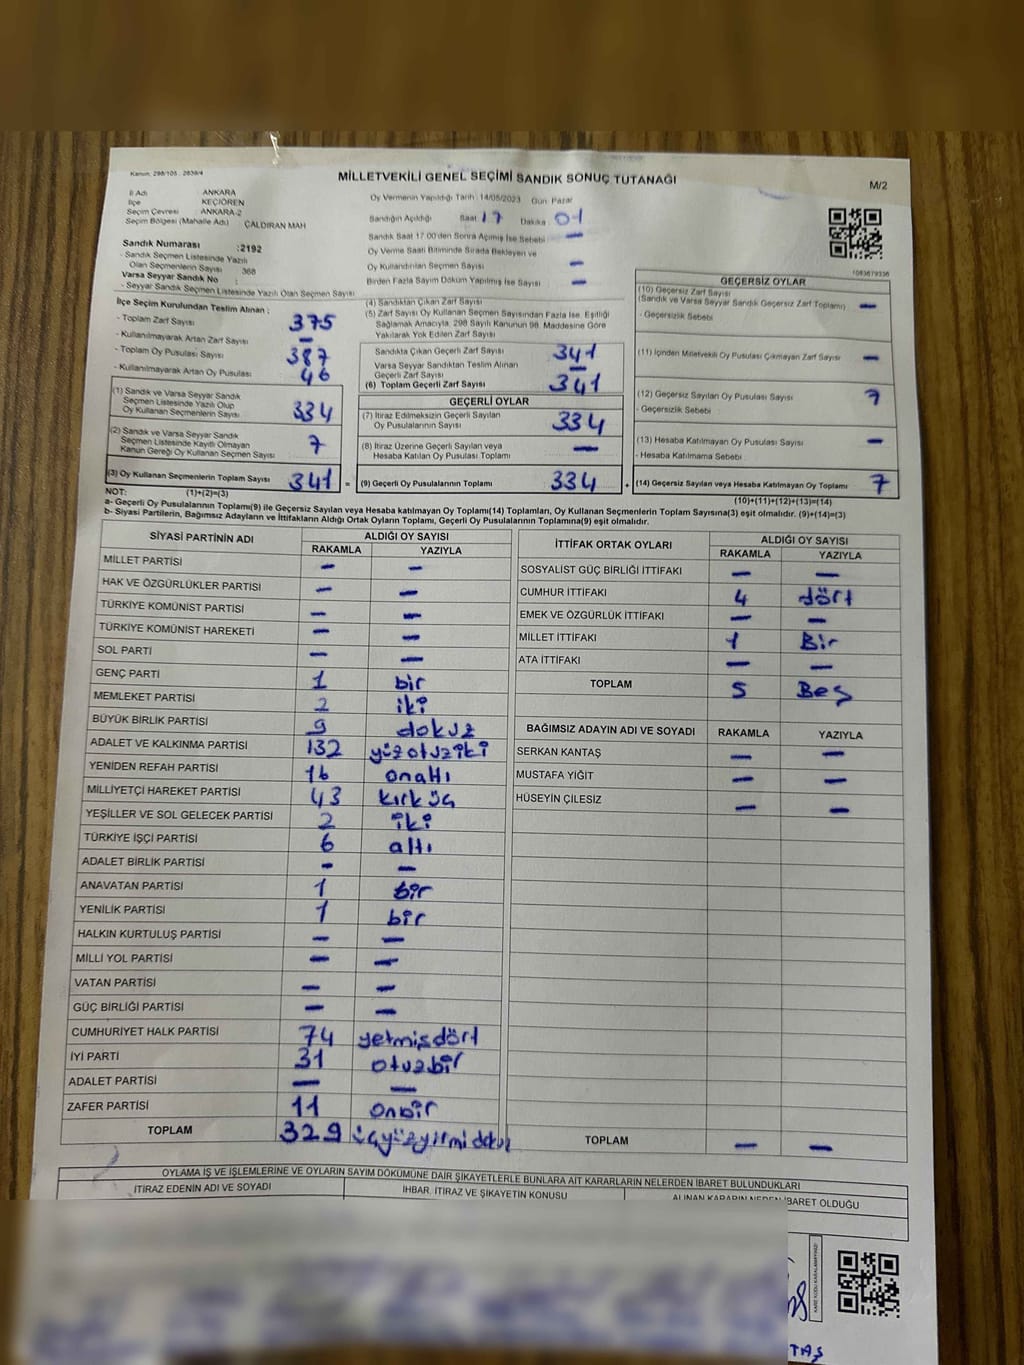 Kanun: 298/105 . 2839/4
MİLLETVEKİLİ GENEL SEÇİMİ SANDIK SONUÇ TUTANAĞI
M/2
İl Adı ANKARA
İlçe KEÇİÖREN
Seçim Çevresi ANKARA-2
Seçim Bölgesi (Mahalle Adı) ÇALDIRAN MAH
Sandık Numarası :2192
- Sandık Seçmen Listesinde Yazılı
Olan Seçmenlerin Sayısı : 368
Varsa Seyyar Sandık No :
- Seyyar Sandık Seçmen Listesinde Yazılı Olan Seçmen Sayısı
Oy Vermenin Yapıldığı Tarih :14/05/2023 Gün: Pazar
Sandığın Açıldığı Saat 17 Dakika 01
Sandık Saat 17.00'den Sonra Açılmış İse Sebebi —
Oy Verme Saati Bitiminde Sırada Bekleyen ve
Oy Kullandırılan Seçmen Sayısı —
Birden Fazla Sayım Döküm Yapılmış İse Sayısı —
1083679336
İlçe Seçim Kurulundan Teslim Alınan :
- Toplam Zarf Sayısı 375
- Kullanılmayarak Artan Zarf Sayısı —
- Toplam Oy Pusulası Sayısı 387
- Kullanılmayarak Artan Oy Pusulası 46
(1) Sandık ve Varsa Seyyar Sandık
Seçmen Listesinde Yazılı Olup
Oy Kullanan Seçmenlerin Sayısı 334
(2) Sandık ve Varsa Seyyar Sandık
Seçmen Listesinde Kayıtlı Olmayan
Kanun Gereği Oy Kullanan Seçmen Sayısı 7
(3) Oy Kullanan Seçmenlerin Toplam Sayısı 341 =
(4) Sandıktan Çıkan Zarf Sayısı
(5) Zarf Sayısı Oy Kullanan Seçmen Sayısından Fazla İse, Eşitliği
Sağlamak Amacıyla, 298 Sayılı Kanunun 98. Maddesine Göre
Yakılarak Yok Edilen Zarf Sayısı
Sandıkta Çıkan Geçerli Zarf Sayısı 341
Varsa Seyyar Sandıktan Teslim Alınan
Geçerli Zarf Sayısı —
(6) Toplam Geçerli Zarf Sayısı 341
GEÇERLİ OYLAR
(7) İtiraz Edilmeksizin Geçerli Sayılan
Oy Pusulalarının Sayısı 334
(8) İtiraz Üzerine Geçerli Sayılan veya
Hesaba Katılan Oy Pusulası Toplamı —
(9) Geçerli Oy Pusulalarının Toplamı 334 +
GEÇERSİZ OYLAR
(10) Geçersiz Zarf Sayısı
(Sandık ve Varsa Seyyar Sandık Geçersiz Zarf Toplamı) —
- Geçersizlik Sebebi
(11) İçinden Milletvekili Oy Pusulası Çıkmayan Zarf Sayısı —
(12) Geçersiz Sayılan Oy Pusulası Sayısı 7
- Geçersizlik Sebebi
(13) Hesaba Katılmayan Oy Pusulası Sayısı —
- Hesaba Katılmama Sebebi
(14) Geçersiz Sayılan veya Hesaba Katılmayan Oy Toplamı 7
NOT: (1)+(2)=(3) (10)+(11)+(12)+(13)=(14)
a- Geçerli Oy Pusulalarının Toplamı(9) ile Geçersiz Sayılan veya Hesaba katılmayan Oy Toplamı(14) Toplamları, Oy Kullanan Seçmenlerin Toplam Sayısına(3) eşit olmalıdır. (9)+(14)=(3)
b- Siyasi Partilerin, Bağımsız Adayların ve İttifakların Aldığı Ortak Oyların Toplamı, Geçerli Oy Pusulalarının Toplamına(9) eşit olmalıdır.
SİYASİ PARTİNİN ADI ALDIĞI OY SAYISI
RAKAMLA YAZIYLA
MİLLET PARTİSİ — —
HAK VE ÖZGÜRLÜKLER PARTİSİ — —
TÜRKİYE KOMÜNİST PARTİSİ — —
TÜRKİYE KOMÜNİST HAREKETİ — —
SOL PARTİ — —
GENÇ PARTİ 1 bir
MEMLEKET PARTİSİ 2 iki
BÜYÜK BİRLİK PARTİSİ 9 dokuz
ADALET VE KALKINMA PARTİSİ 132 yüzotuziki
YENİDEN REFAH PARTİSİ 16 onaltı
MİLLİYETÇİ HAREKET PARTİSİ 43 kırküç
YEŞİLLER VE SOL GELECEK PARTİSİ 2 iki
TÜRKİYE İŞÇİ PARTİSİ 6 altı
ADALET BİRLİK PARTİSİ — —
ANAVATAN PARTİSİ 1 bir
YENİLİK PARTİSİ 1 bir
HALKIN KURTULUŞ PARTİSİ — —
MİLLİ YOL PARTİSİ — —
VATAN PARTİSİ — —
GÜÇ BİRLİĞİ PARTİSİ — —
CUMHURİYET HALK PARTİSİ 74 yetmişdört
İYİ PARTİ 31 otuzbir
ADALET PARTİSİ — —
ZAFER PARTİSİ 11 onbir
TOPLAM 329 üçyüzyirmidokuz
İTTİFAK ORTAK OYLARI ALDIĞI OY SAYISI
RAKAMLA YAZIYLA
SOSYALİST GÜÇ BİRLİĞİ İTTİFAKI — —
CUMHUR İTTİFAKI 4 dört
EMEK VE ÖZGÜRLÜK İTTİFAKI — —
MİLLET İTTİFAKI 1 Bir
ATA İTTİFAKI — —
TOPLAM 5 Beş
BAĞIMSIZ ADAYIN ADI VE SOYADI RAKAMLA YAZIYLA
SERKAN KANTAŞ — —
MUSTAFA YİĞİT — —
HÜSEYİN ÇİLESİZ — —
TOPLAM — —
OYLAMA İŞ VE İŞLEMLERİNE VE OYLARIN SAYIM DÖKÜMÜNE DAİR ŞİKAYETLERLE BUNLARA AİT KARARLARIN NELERDEN İBARET BULUNDUKLARI
İTİRAZ EDENİN ADI VE SOYADI İHBAR, İTİRAZ VE ŞİKAYETİN KONUSU ALINAN KARARIN NEDEN İBARET OLDUĞU